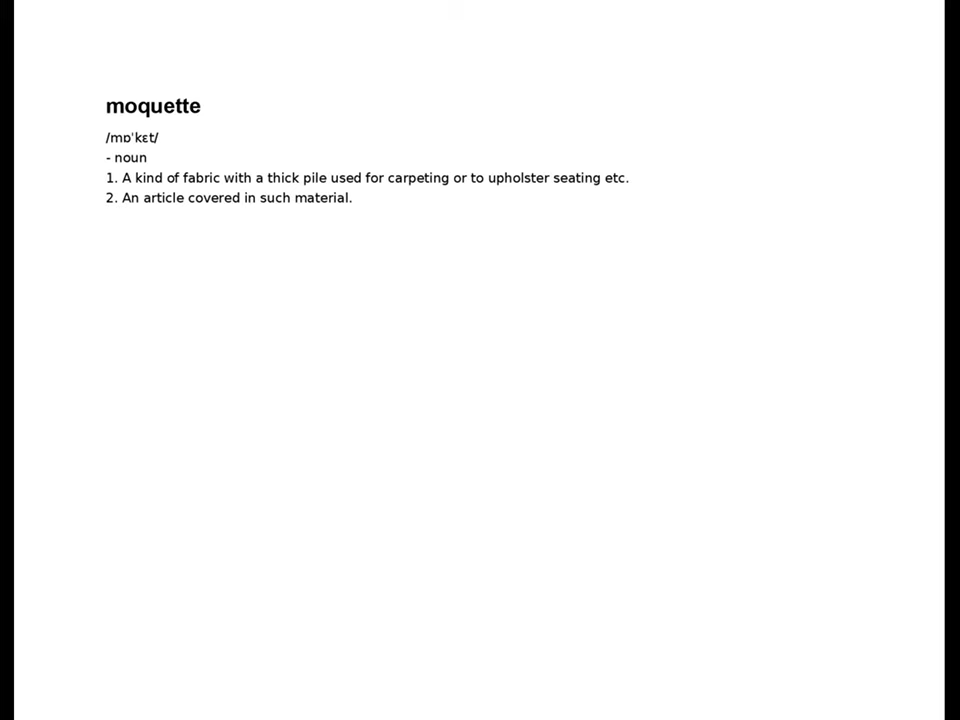 moquette
/mɒˈkɛt/
- noun
1. A kind of fabric with a thick pile used for carpeting or to upholster seating etc.
2. An article covered in such material.